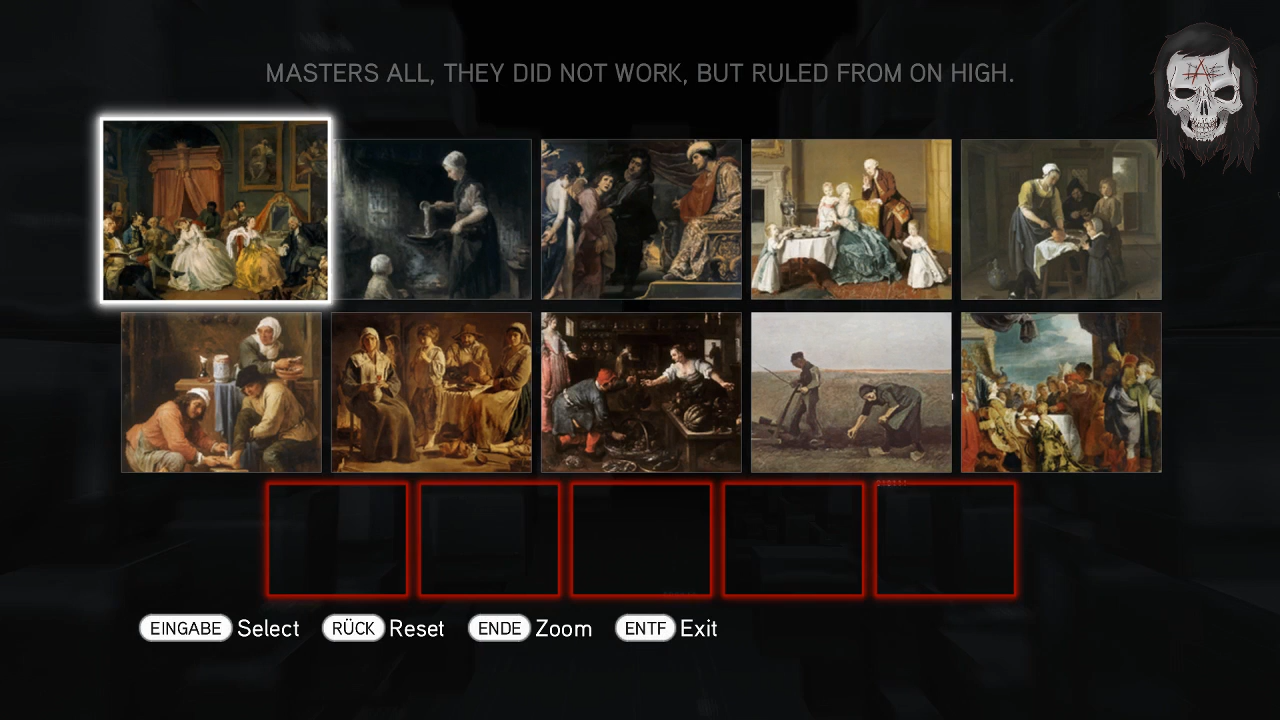 MASTERS ALL, THEY DID NOT WORK, BUT RULED FROM ON HIGH.
EINGABE Select RÜCK Reset ENDE Zoom ENTF Exit